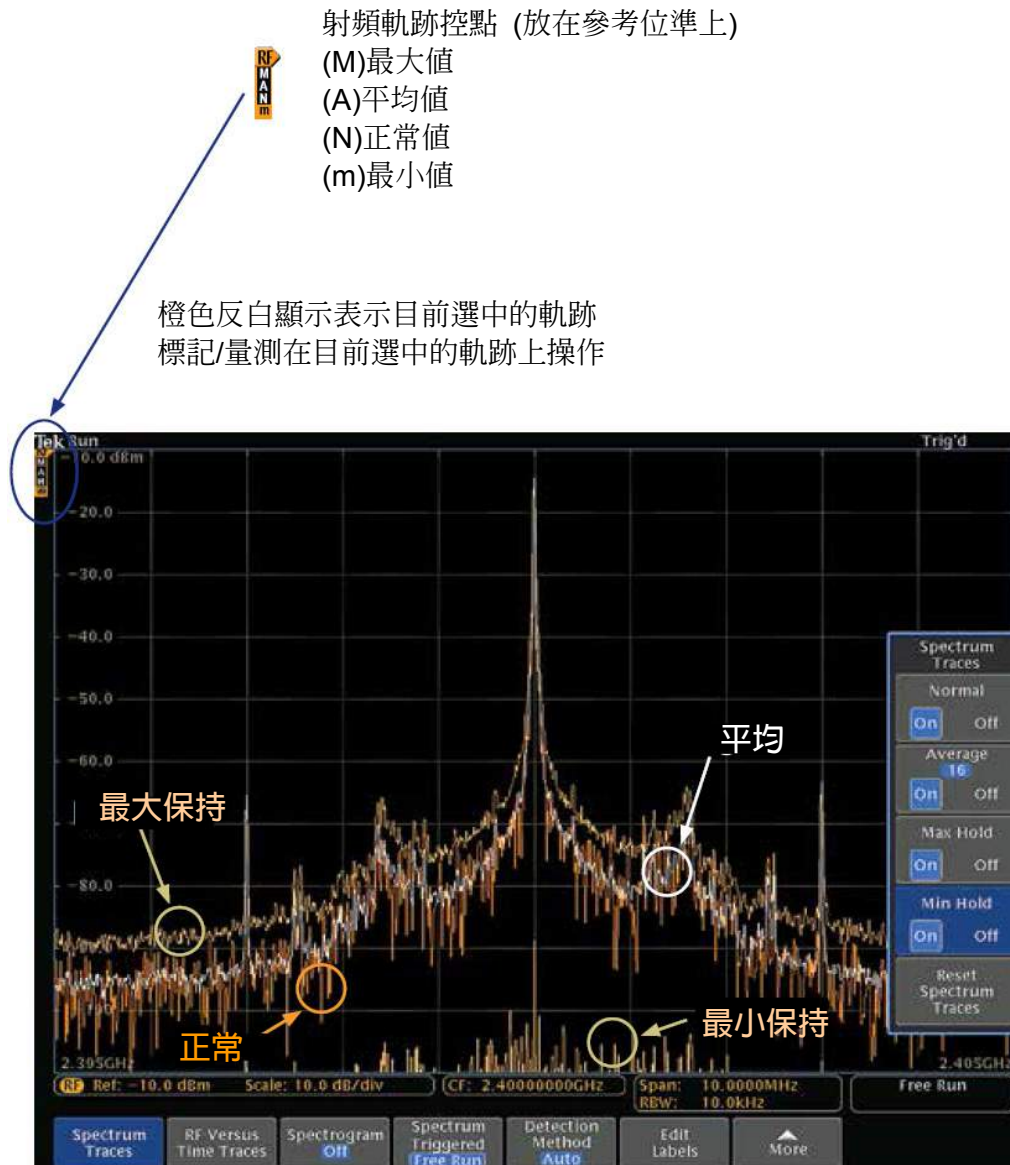 射頻軌跡控點 (放在參考位準上)
(M)最大值
(A)平均值
(N)正常值
(m)最小值
RF
M
A
N
m
橙色反白顯示表示目前選中的軌跡
標記/量測在目前選中的軌跡上操作
Tek Run
Trig'd
M
A
-10.0 dBm
-20.0
-30.0
-40.0
-50.0
-60.0
-80.0
平均
最大保持
正常
最小保持
Spectrum
Traces
Normal
On Off
Average
16
On Off
Max Hold
On Off
Min Hold
On Off
Reset
Spectrum
Traces
2.395GHz
2.405GHz
RF Ref: -10.0 dBm Scale: 10.0 dB/div
CF: 2.40000000GHz
Span: 10.0000MHz
RBW: 10.0kHz
Free Run
Spectrum
Traces
RF Versus
Time Traces
Spectrogram
Off
Spectrum
Triggered
Free Run
Detection
Method
Auto
Edit
Labels
More